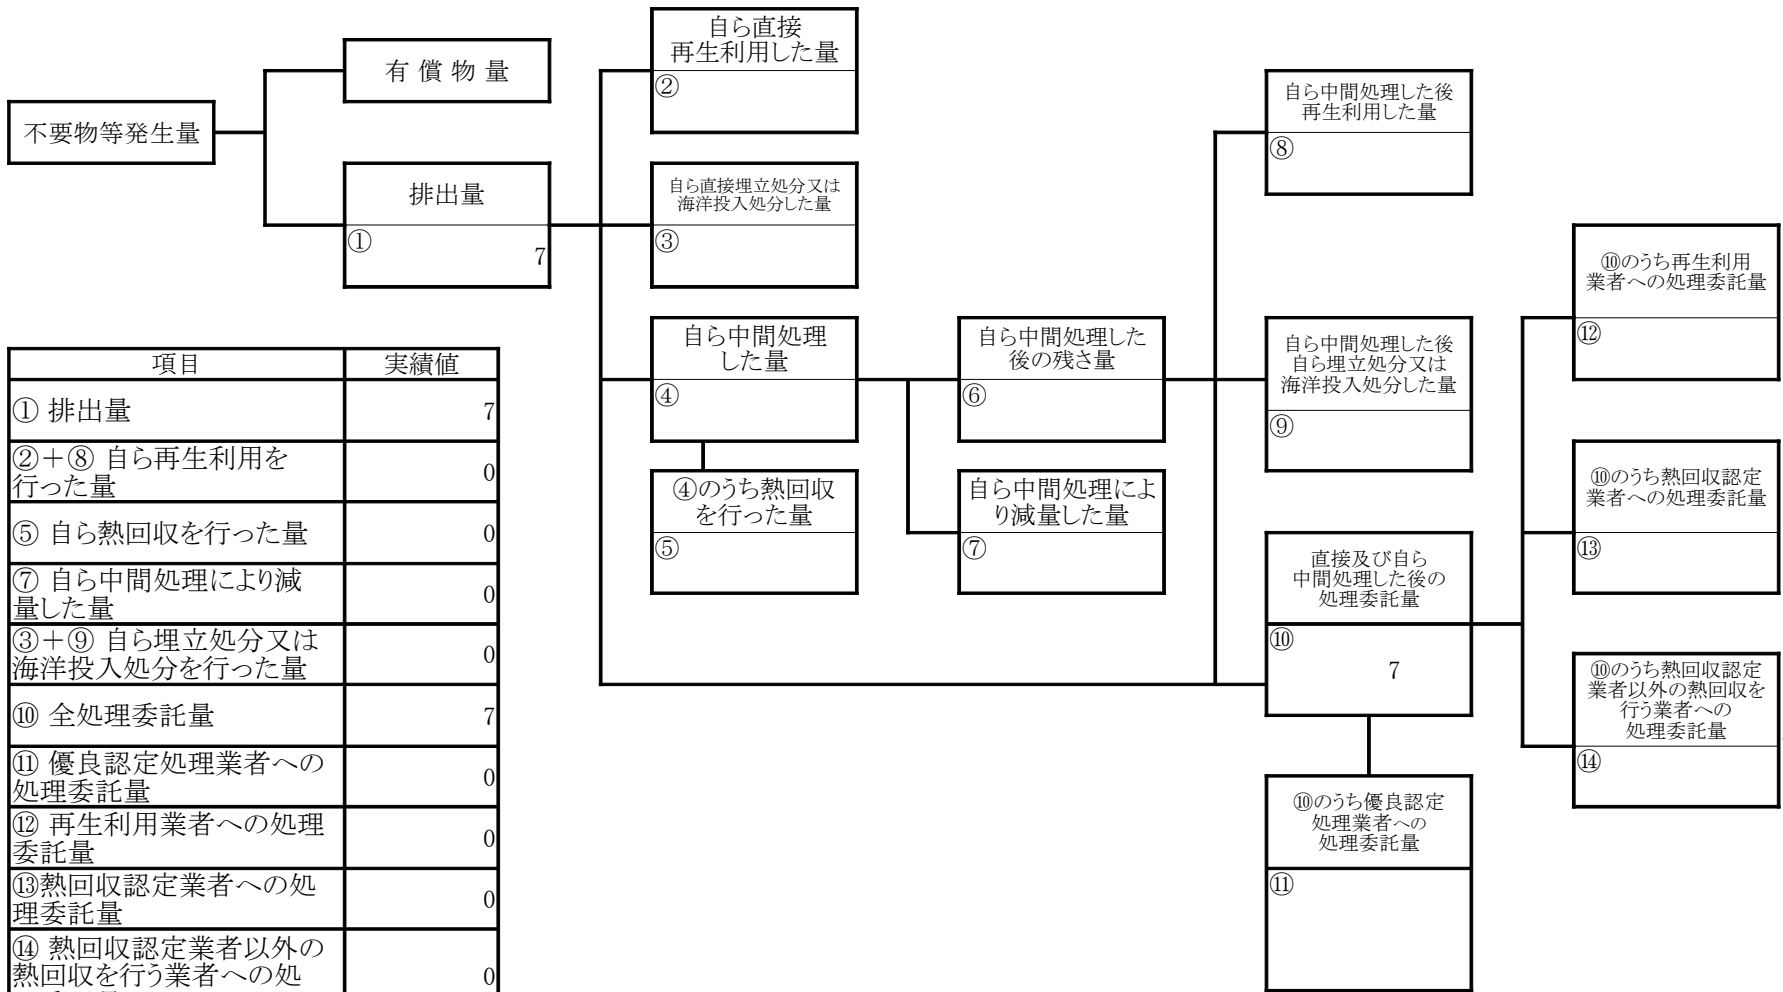 自ら直接
再生利用した量
②
有 償 物 量
不要物等発生量
排出量
①
7
自ら直接埋立処分又は
海洋投入処分した量
③
自ら中間処理した後
再生利用した量
⑧
自ら中間処理
した量
④
自ら中間処理した
後の残さ量
⑥
自ら中間処理した後
自ら埋立処分又は
海洋投入処分した量
⑨
⑩のうち再生利用
業者への処理委託量
⑫
④のうち熱回収
を行った量
⑤
自ら中間処理によ
り減量した量
⑦
⑩のうち熱回収認定
業者への処理委託量
⑬
直接及び自ら
中間処理した後の
処理委託量
⑩
7
⑩のうち熱回収認定
業者以外の熱回収を
行う業者への
処理委託量
⑭
⑩のうち優良認定
処理業者への
処理委託量
⑪
項目 実績値
① 排出量 7
②＋⑧ 自ら再生利用を
行った量 0
⑤ 自ら熱回収を行った量 0
⑦ 自ら中間処理により減
量した量 0
③＋⑨ 自ら埋立処分又は
海洋投入処分を行った量 0
⑩ 全処理委託量 7
⑪ 優良認定処理業者への
処理委託量 0
⑫ 再生利用業者への処理
委託量 0
⑬熱回収認定業者への処
理委託量 0
⑭ 熱回収認定業者以外の
熱回収を行う業者への処 0